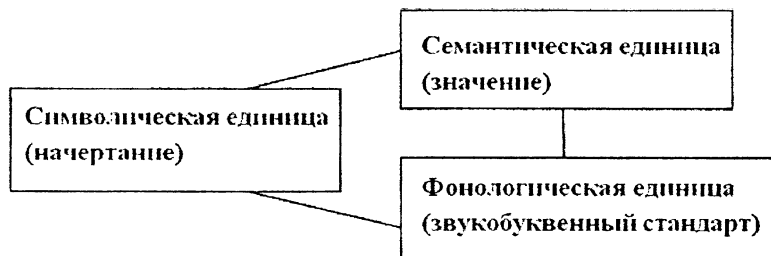 Семантическая единица
(значение)
Символическая единица
(начертание)
Фонологическая единица
(звукобуквенный стандарт)